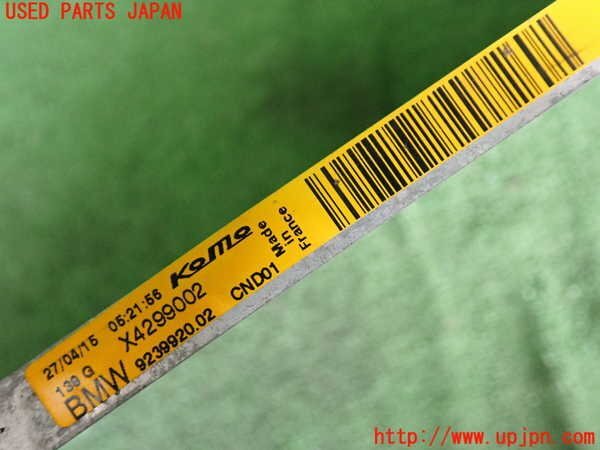 USED PARTS JAPAN
27/04/15 05:21:56 KoMo
139 G X4299002
BMW 9239920.02 CND01 Made in France
http://www.upjpn.com/